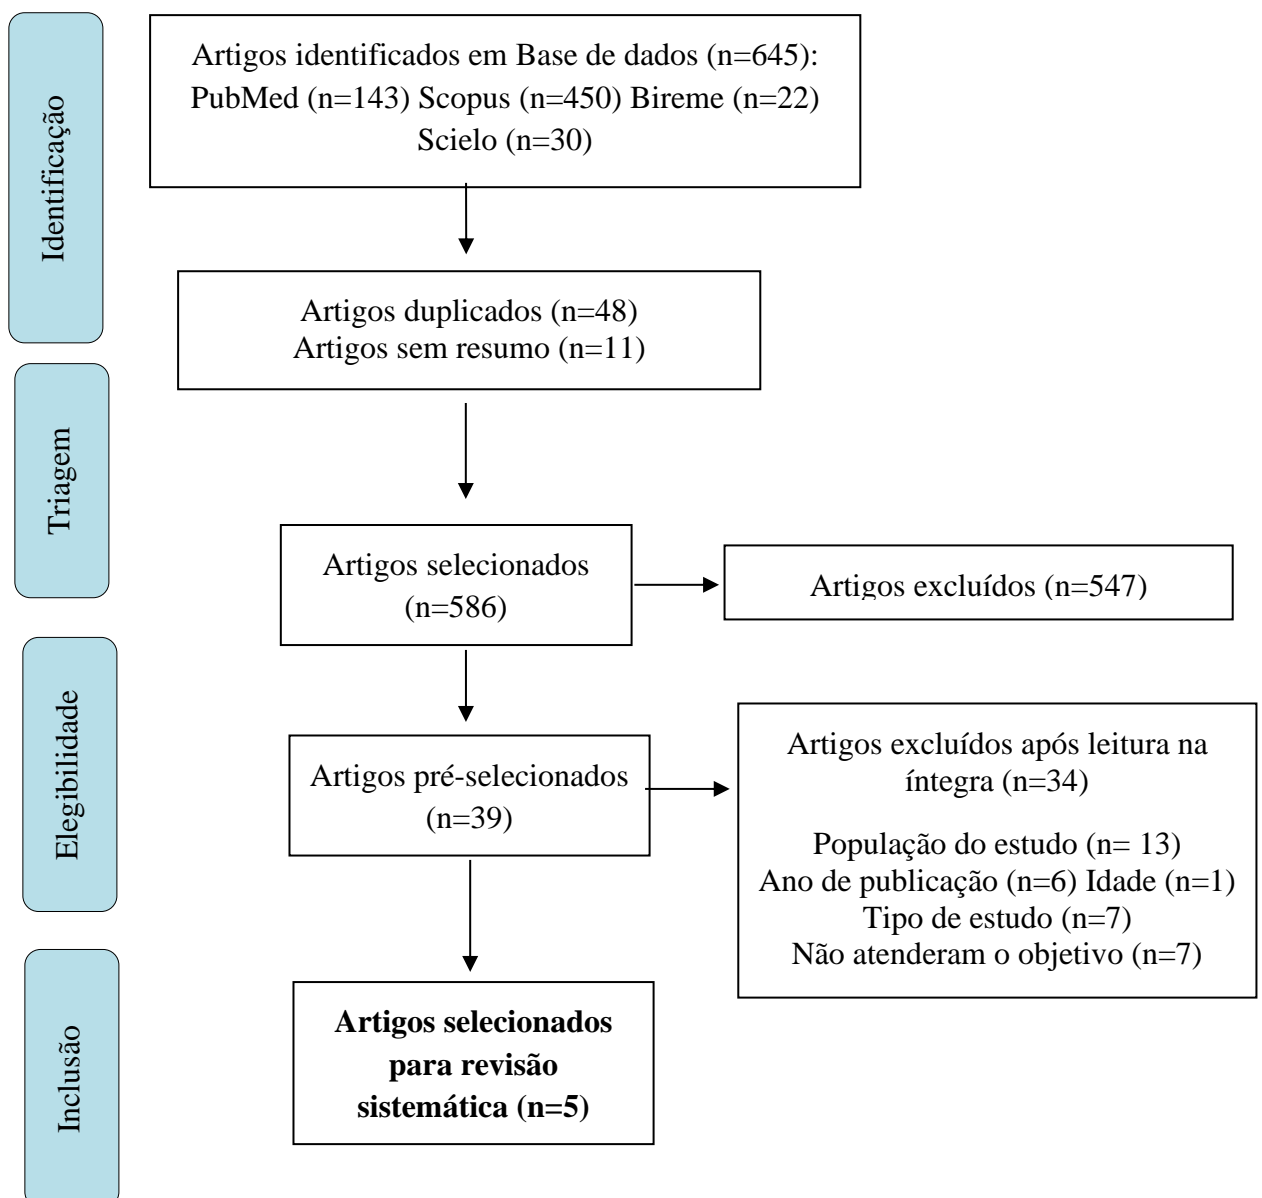 Identificação
Artigos identificados em Base de dados (n=645):
PubMed (n=143) Scopus (n=450) Bireme (n=22)
Scielo (n=30)
Artigos duplicados (n=48)
Artigos sem resumo (n=11)
Triagem
Artigos selecionados
(n=586)
Artigos excluídos (n=547)
Elegibilidade
Artigos pré-selecionados
(n=39)
Artigos excluídos após leitura na
íntegra (n=34)
População do estudo (n= 13)
Ano de publicação (n=6) Idade (n=1)
Tipo de estudo (n=7)
Não atenderam o objetivo (n=7)
Inclusão
Artigos selecionados
para revisão
sistemática (n=5)